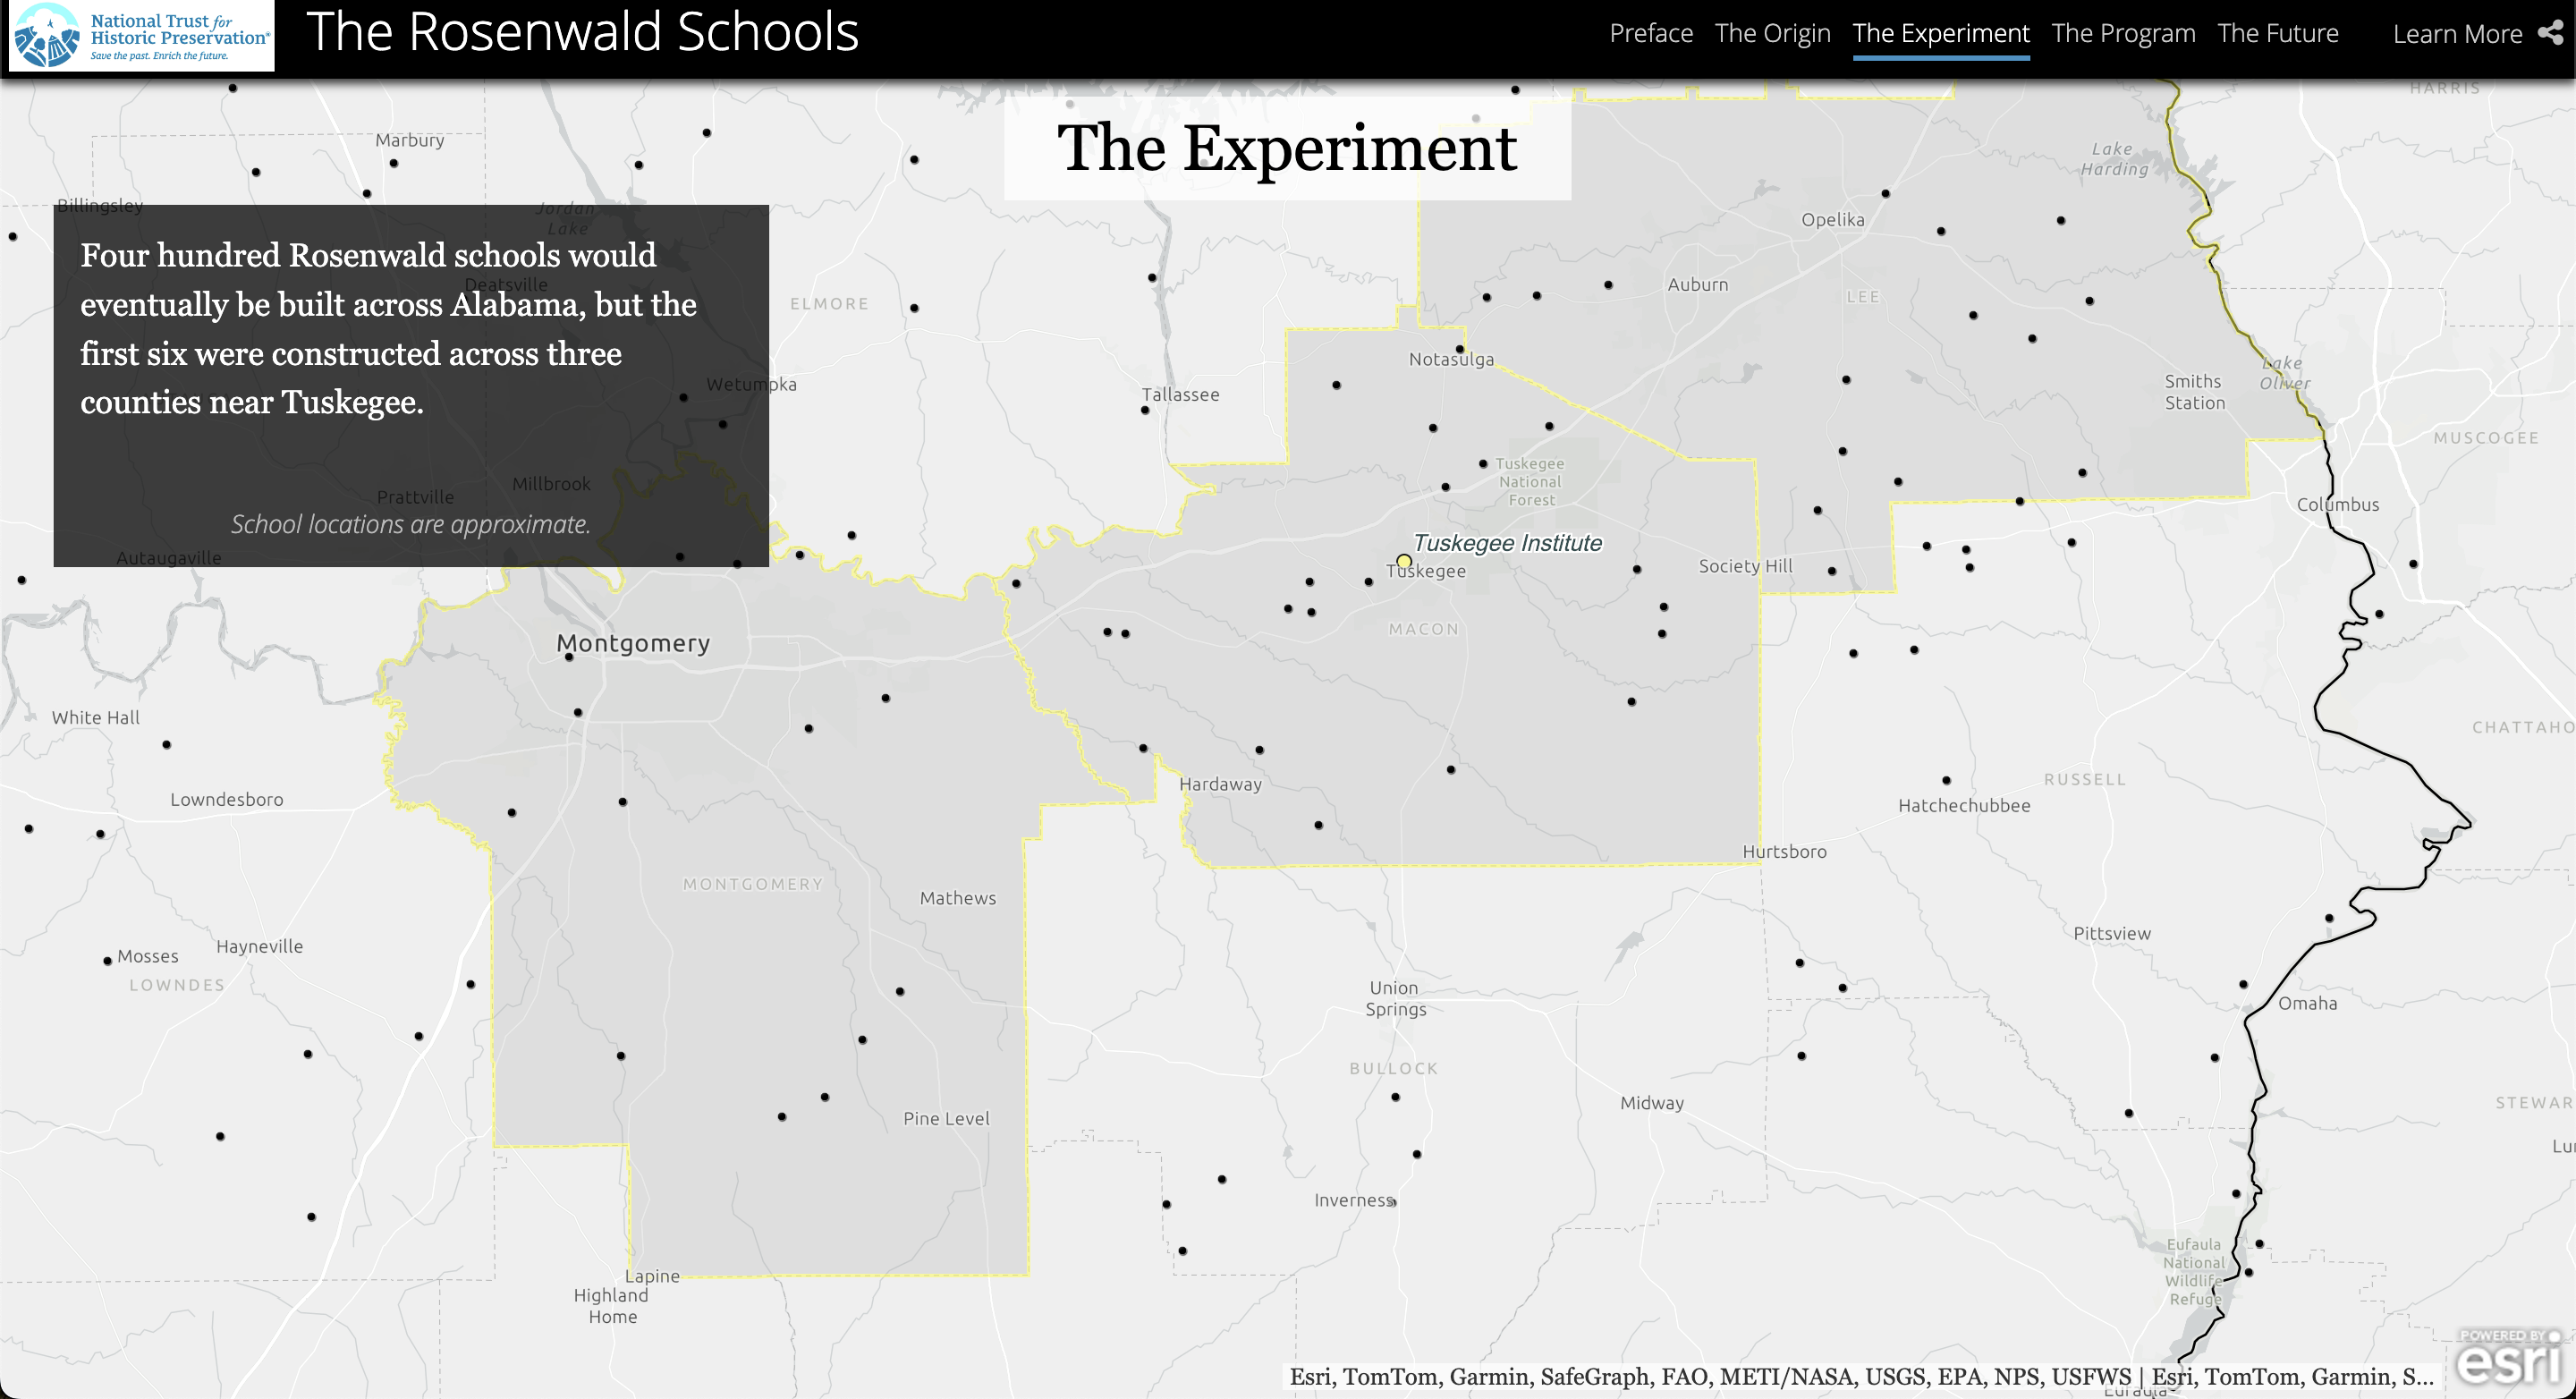 National Trust for
Historic Preservation®
Save the past. Enrich the future.
The Rosenwald Schools
Preface
The Origin
The Experiment
The Program
The Future
Learn More
The Experiment
Four hundred Rosenwald schools would
eventually be built across Alabama, but the
first six were constructed across three
counties near Tuskegee.
School locations are approximate.
HARRIS
Marbury
Lake
Harding
Billingsley
Jordan
Lake
Opelika
Deatsville
Auburn
LEE
ELMORE
Notasulga
Lake
Oliver
Wetumpka
Tallassee
Smiths
Station
MUSCOGEE
Tuskegee
National
Forest
Millbrook
Prattville
Columbus
Tuskegee Institute
Autaugaville
Tuskegee
Society Hill
MACON
Montgomery
White Hall
CHATTAHO
Hardaway
RUSSELL
Lowndesboro
Hatchechubbee
Hurtsboro
MONTGOMERY
Mathews
Pittsview
Hayneville
Mosses
LOWNDES
Union
Springs
Omaha
BULLOCK
Midway
STEWAR
Pine Level
Lu
Inverness
Eufaula
National
Wildlife
Refuge
Lapine
Highland
Home
POWERED BY
esri
Esri, TomTom, Garmin, SafeGraph, FAO, METI/NASA, USGS, EPA, NPS, USFWS | Esri, TomTom, Garmin, S...
Eufaula